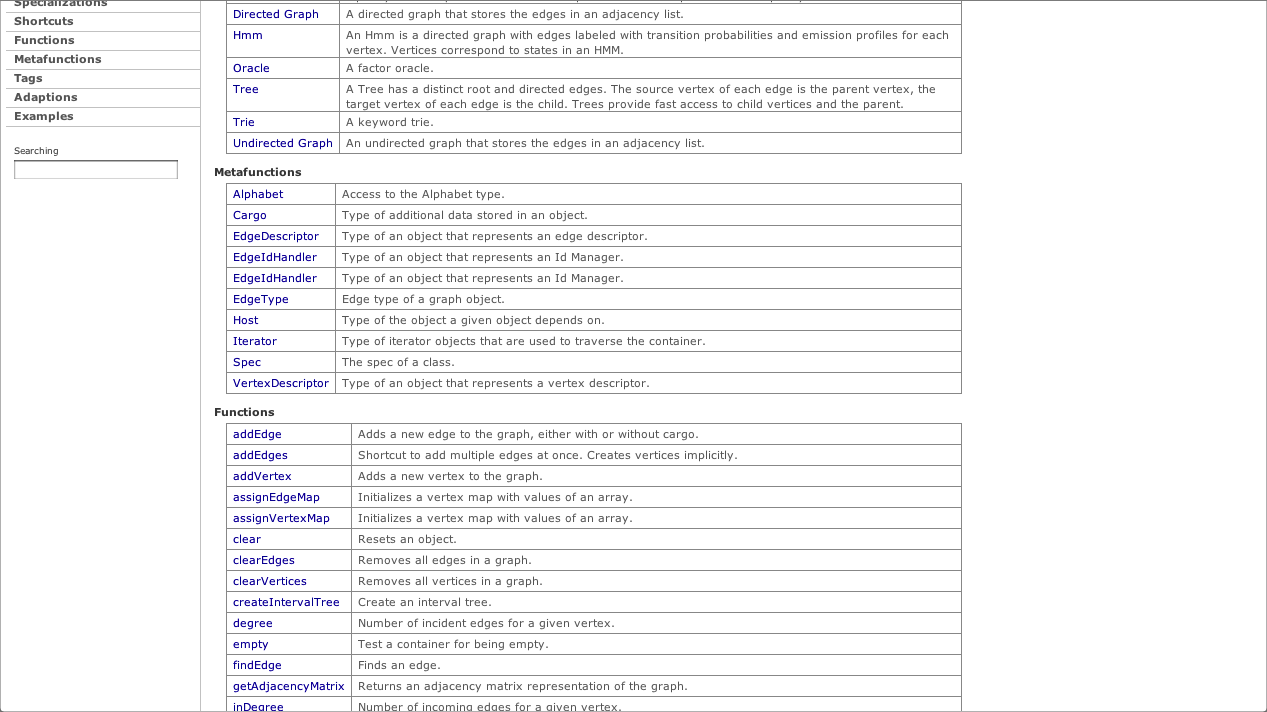 Specializations
Shortcuts
Functions
Metafunctions
Tags
Adaptions
Examples
Searching
Directed Graph A directed graph that stores the edges in an adjacency list.
Hmm An Hmm is a directed graph with edges labeled with transition probabilities and emission profiles for each
vertex. Vertices correspond to states in an HMM.
Oracle A factor oracle.
Tree A Tree has a distinct root and directed edges. The source vertex of each edge is the parent vertex, the
target vertex of each edge is the child. Trees provide fast access to child vertices and the parent.
Trie A keyword trie.
Undirected Graph An undirected graph that stores the edges in an adjacency list.
Metafunctions
Alphabet Access to the Alphabet type.
Cargo Type of additional data stored in an object.
EdgeDescriptor Type of an object that represents an edge descriptor.
EdgeIdHandler Type of an object that represents an Id Manager.
EdgeIdHandler Type of an object that represents an Id Manager.
EdgeType Edge type of a graph object.
Host Type of the object a given object depends on.
Iterator Type of iterator objects that are used to traverse the container.
Spec The spec of a class.
VertexDescriptor Type of an object that represents a vertex descriptor.
Functions
addEdge Adds a new edge to the graph, either with or without cargo.
addEdges Shortcut to add multiple edges at once. Creates vertices implicitly.
addVertex Adds a new vertex to the graph.
assignEdgeMap Initializes a vertex map with values of an array.
assignVertexMap Initializes a vertex map with values of an array.
clear Resets an object.
clearEdges Removes all edges in a graph.
clearVertices Removes all vertices in a graph.
createIntervalTree Create an interval tree.
degree Number of incident edges for a given vertex.
empty Test a container for being empty.
findEdge Finds an edge.
getAdjacencyMatrix Returns an adjacency matrix representation of the graph.
inDegree Number of incoming edges for a given vertex.